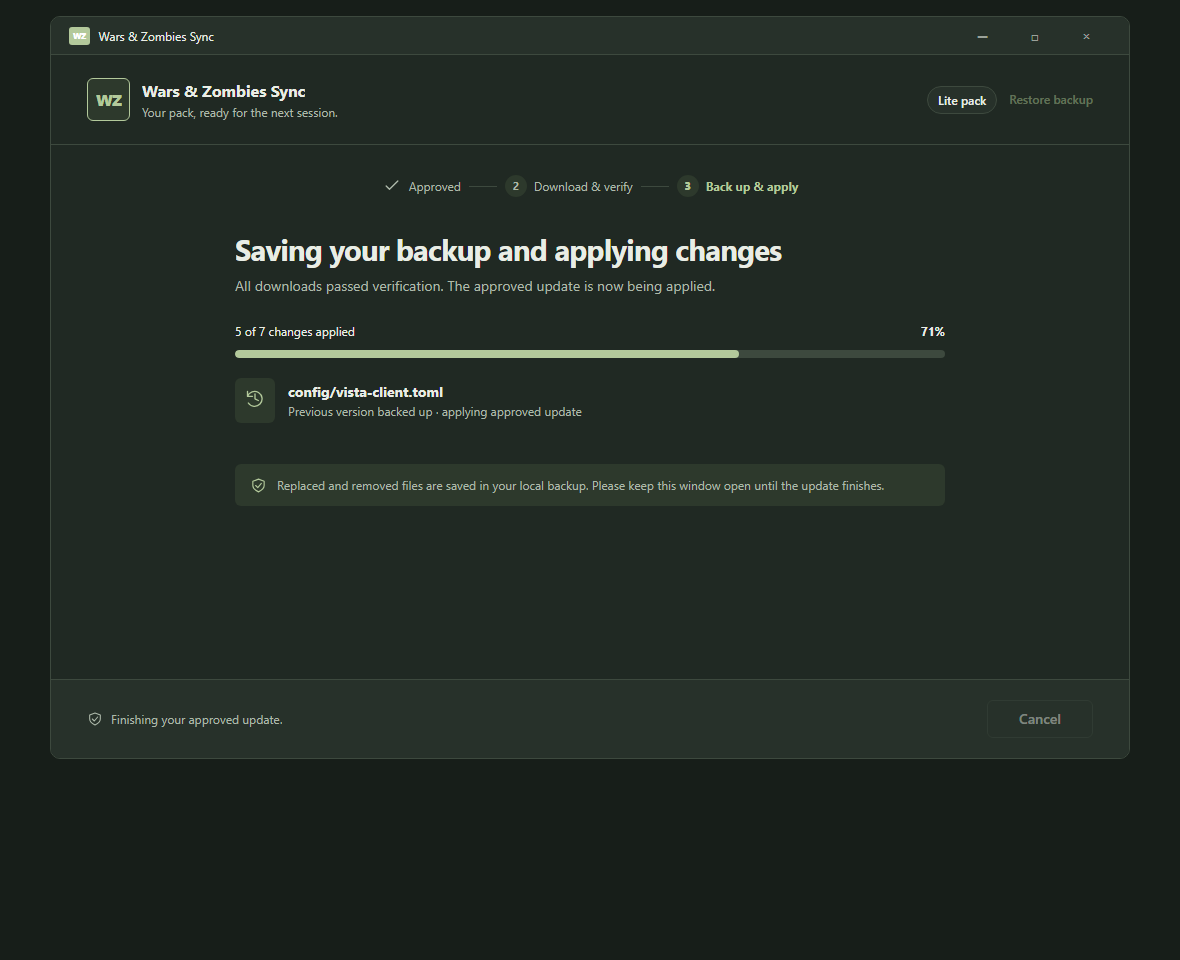 WZ Wars & Zombies Sync
WZ
Wars & Zombies Sync
Your pack, ready for the next session.
Lite pack
Restore backup
Approved
2 Download & verify
3 Back up & apply
Saving your backup and applying changes
All downloads passed verification. The approved update is now being applied.
5 of 7 changes applied
71%
config/vista-client.toml
Previous version backed up · applying approved update
Replaced and removed files are saved in your local backup. Please keep this window open until the update finishes.
Finishing your approved update.
Cancel